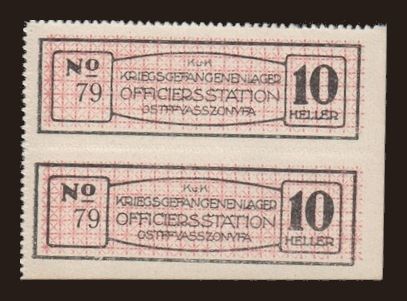 No
79
K.u.K.
KRIEGSGEFANGENENLAGER
OFFICIERSSTATION
OSTFFYASSZONYFA
10
HELLER
No
79
K.u.K.
KRIEGSGEFANGENENLAGER
OFFICIERSSTATION
OSTFFYASSZONYFA
10
HELLER